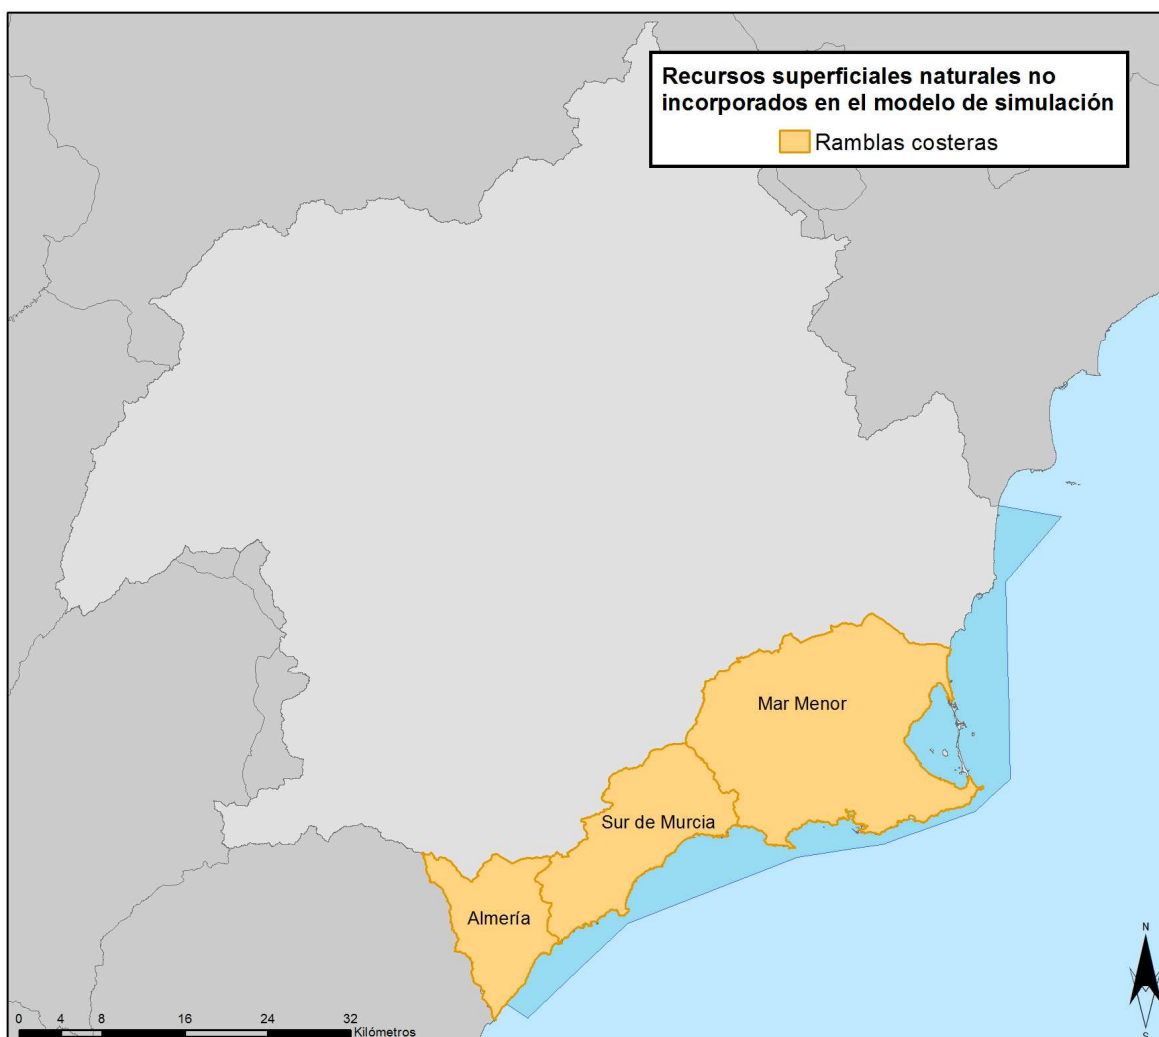 Recursos superficiales naturales no
incorporados en el modelo de simulación
Ramblas costeras
Mar Menor
Sur de Murcia
Almería
N
S
0 4 8 16 24 32
Kilómetros